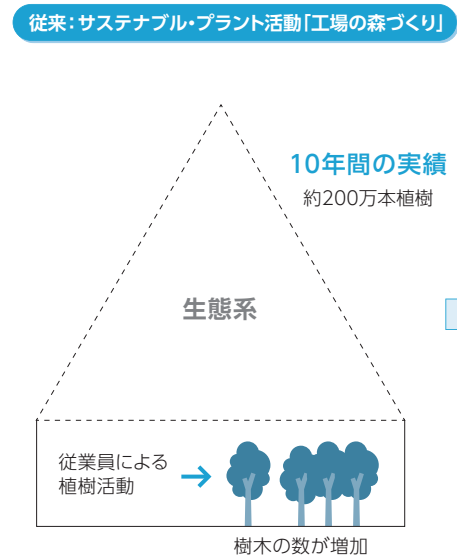 従来：サステナブル・プラント活動「工場の森づくり」
10年間の実績
約200万本植樹
生態系
従業員による
植樹活動
樹木の数が増加